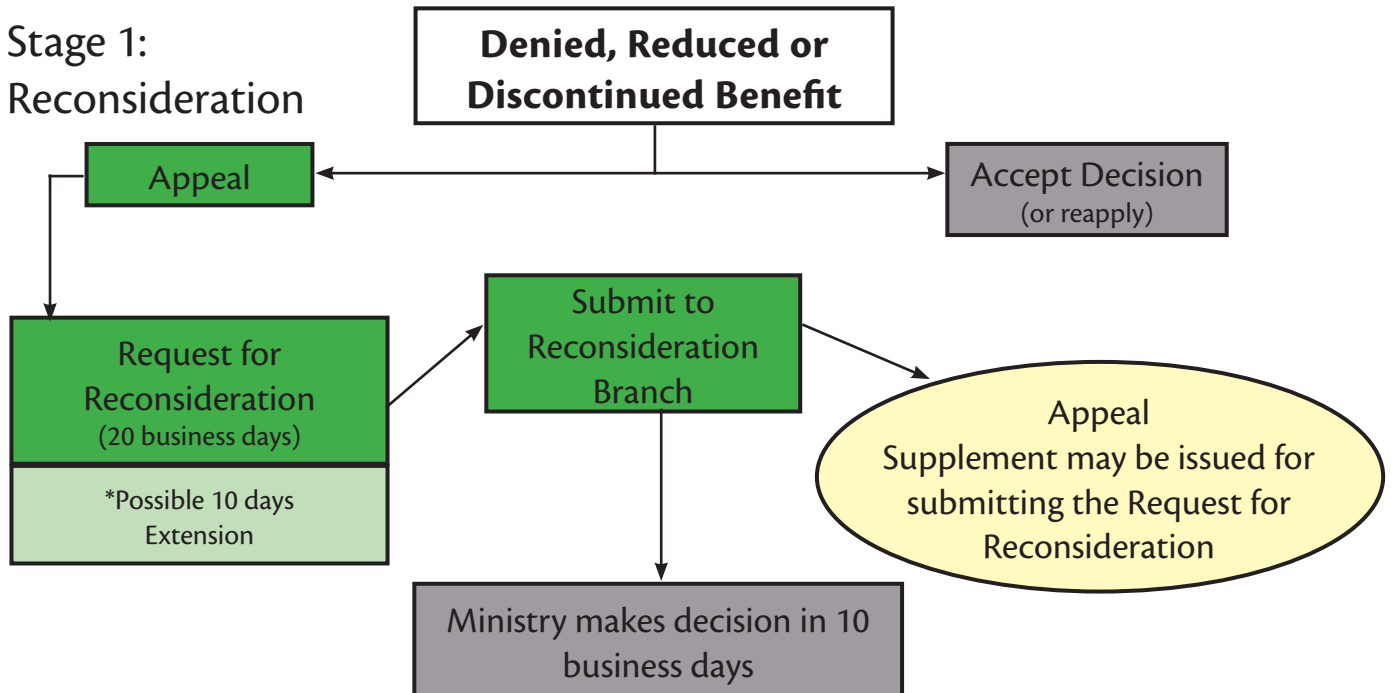 Stage 1:
Reconsideration
Denied, Reduced or
Discontinued Benefit
Appeal
Accept Decision
(or reapply)
Request for
Reconsideration
(20 business days)
*Possible 10 days
Extension
Submit to
Reconsideration
Branch
Appeal
Supplement may be issued for
submitting the Request for
Reconsideration
Ministry makes decision in 10
business days